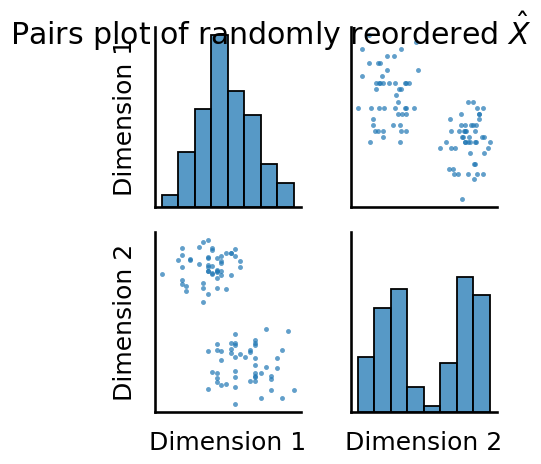 Pairs plot of randomly reordered X̂
Dimension 1
Dimension 2
Dimension 1
Dimension 2